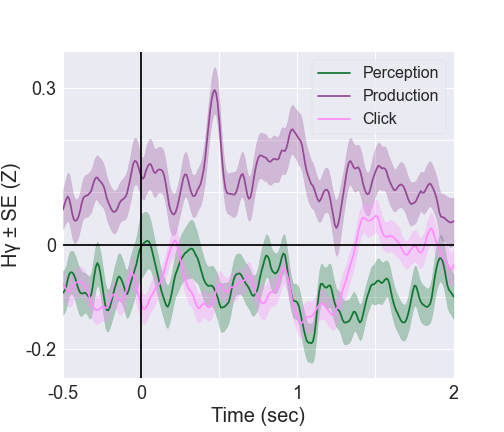 Perception
Production
Click
Hγ ± SE (Z)
0.3
0
-0.2
-0.5
0
1
2
Time (sec)